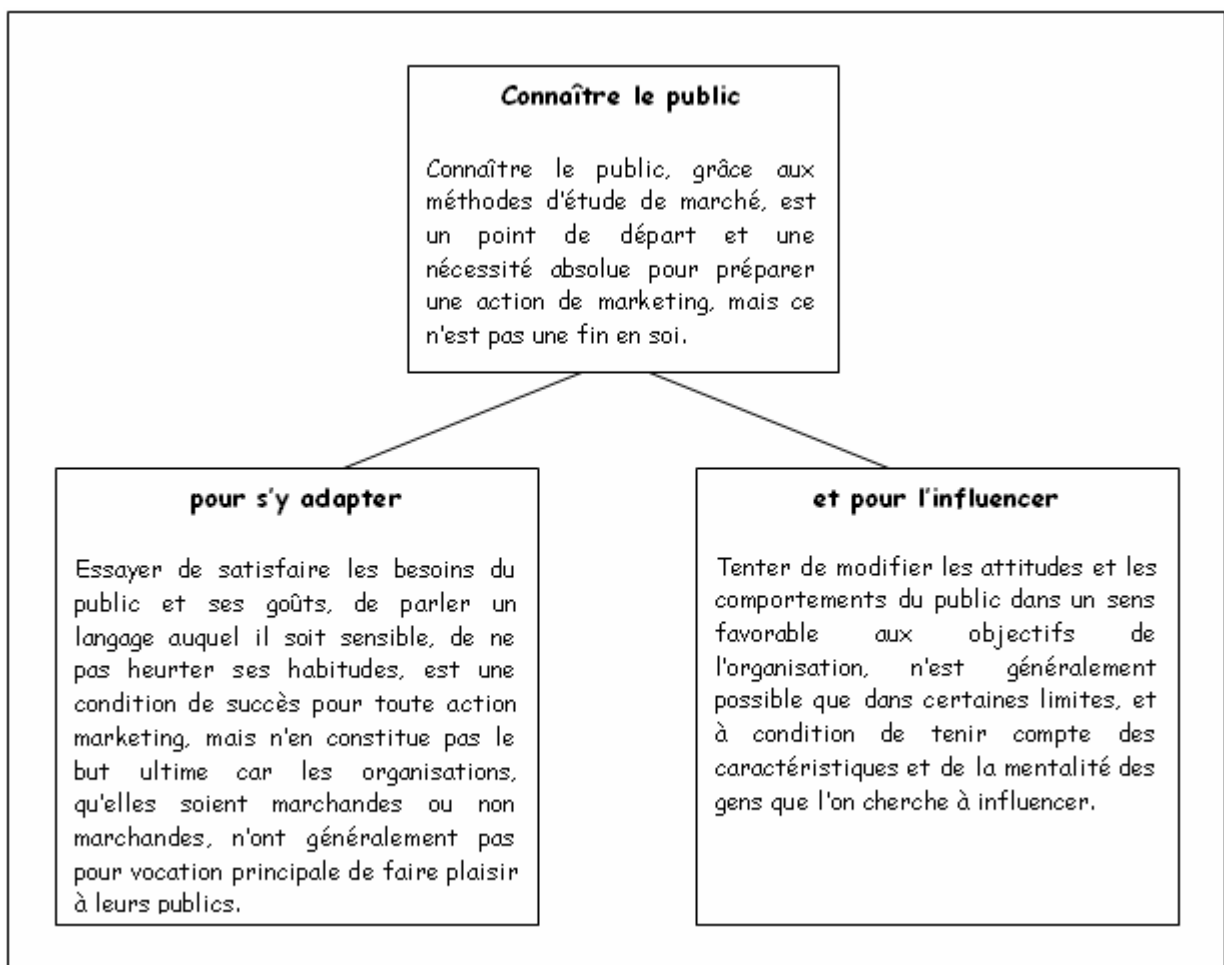 Connaître le public
Connaître le public, grâce aux
méthodes d'étude de marché, est
un point de départ et une
nécessité absolue pour préparer
une action de marketing, mais ce
n'est pas une fin en soi.
pour s'y adapter
Essayer de satisfaire les besoins du
public et ses goûts, de parler un
langage auquel il soit sensible, de ne
pas heurter ses habitudes, est une
condition de succès pour toute action
marketing, mais n'en constitue pas le
but ultime car les organisations,
qu'elles soient marchandes ou non
marchandes, n'ont généralement pas
pour vocation principale de faire plaisir
à leurs publics.
et pour l'influencer
Tenter de modifier les attitudes et les
comportements du public dans un sens
favorable aux objectifs de
l'organisation, n'est généralement
possible que dans certaines limites, et
à condition de tenir compte des
caractéristiques et de la mentalité des
gens que l'on cherche à influencer.